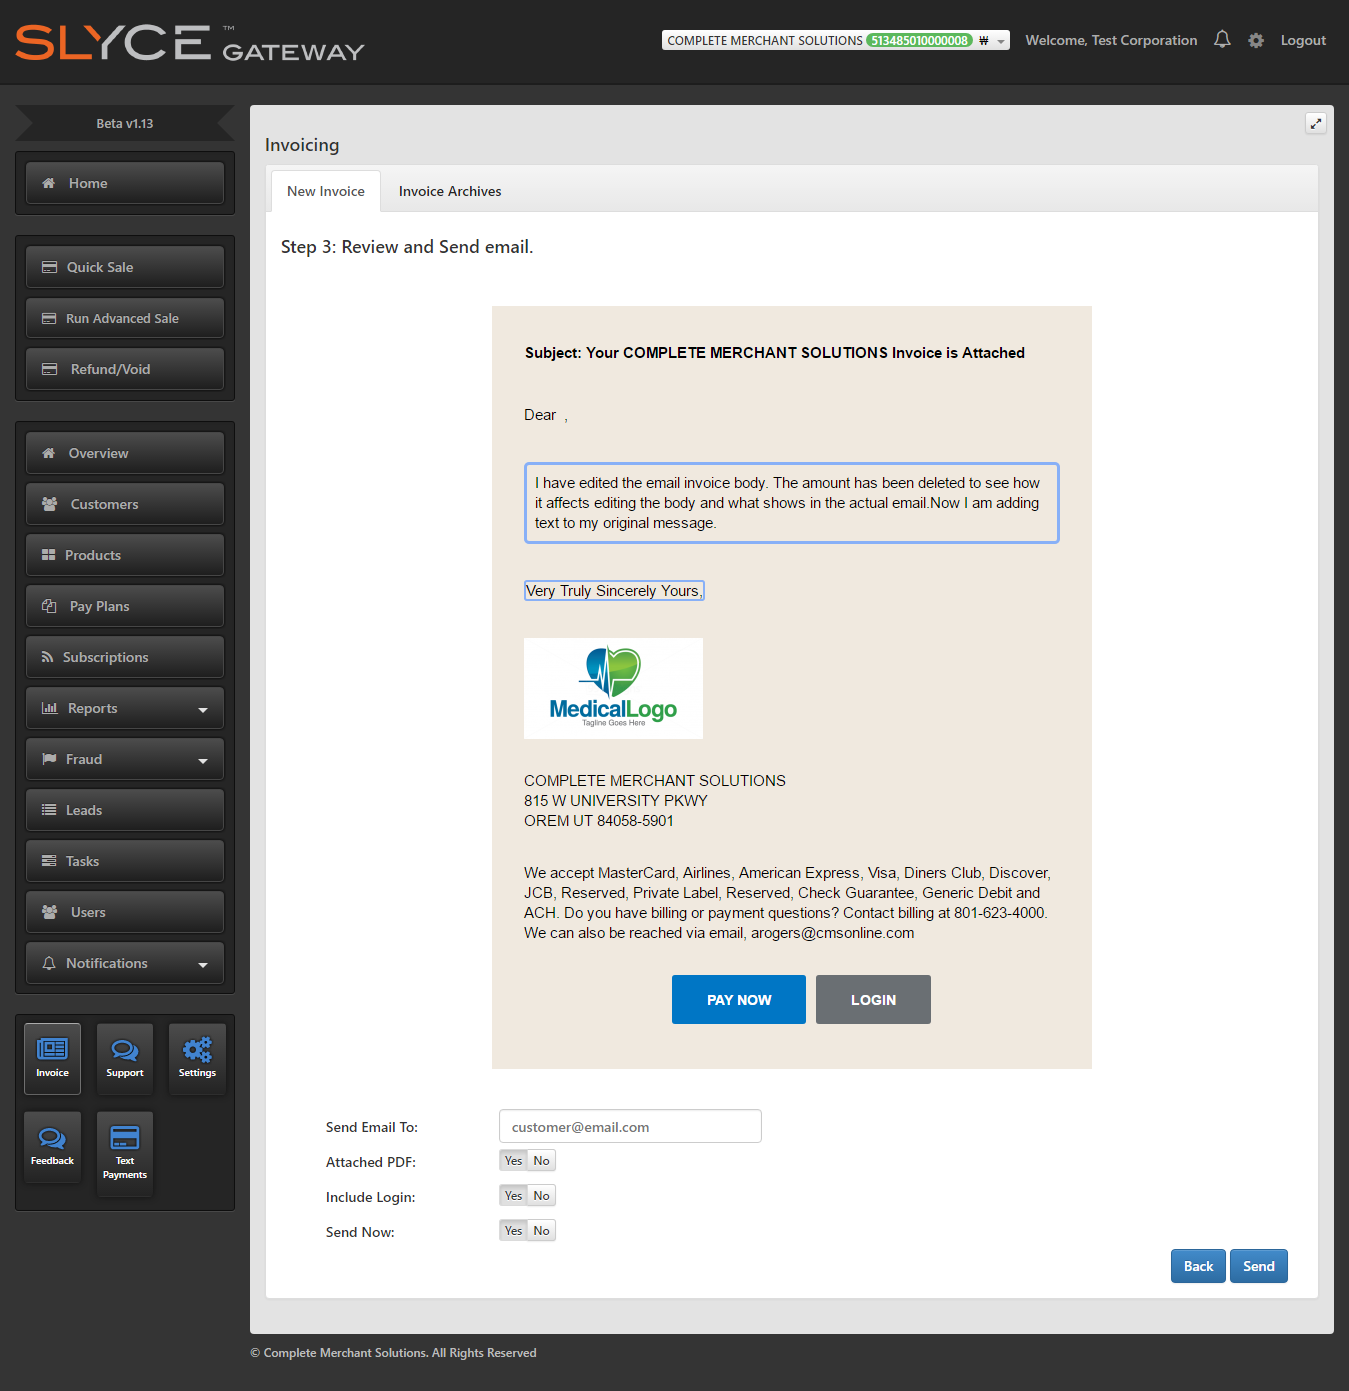 SLYCE™ GATEWAY
COMPLETE MERCHANT SOLUTIONS 513485010000008 ₩
Welcome, Test Corporation
Logout
Beta v1.13
Home
Quick Sale
Run Advanced Sale
Refund/Void
Overview
Customers
Products
Pay Plans
Subscriptions
Reports
Fraud
Leads
Tasks
Users
Notifications
Invoice
Support
Settings
Feedback
Text
Payments
Invoicing
New Invoice
Invoice Archives
Step 3: Review and Send email.
Subject: Your COMPLETE MERCHANT SOLUTIONS Invoice is Attached
Dear ,
I have edited the email invoice body. The amount has been deleted to see how
it affects editing the body and what shows in the actual email.Now I am adding
text to my original message.
Very Truly Sincerely Yours,
MedicalLogo
Tagline Goes Here
COMPLETE MERCHANT SOLUTIONS
815 W UNIVERSITY PKWY
OREM UT 84058-5901
We accept MasterCard, Airlines, American Express, Visa, Diners Club, Discover,
JCB, Reserved, Private Label, Reserved, Check Guarantee, Generic Debit and
ACH. Do you have billing or payment questions? Contact billing at 801-623-4000.
We can also be reached via email, arogers@cmsonline.com
PAY NOW
LOGIN
Send Email To: customer@email.com
Attached PDF: Yes No
Include Login: Yes No
Send Now: Yes No
Back
Send
© Complete Merchant Solutions. All Rights Reserved